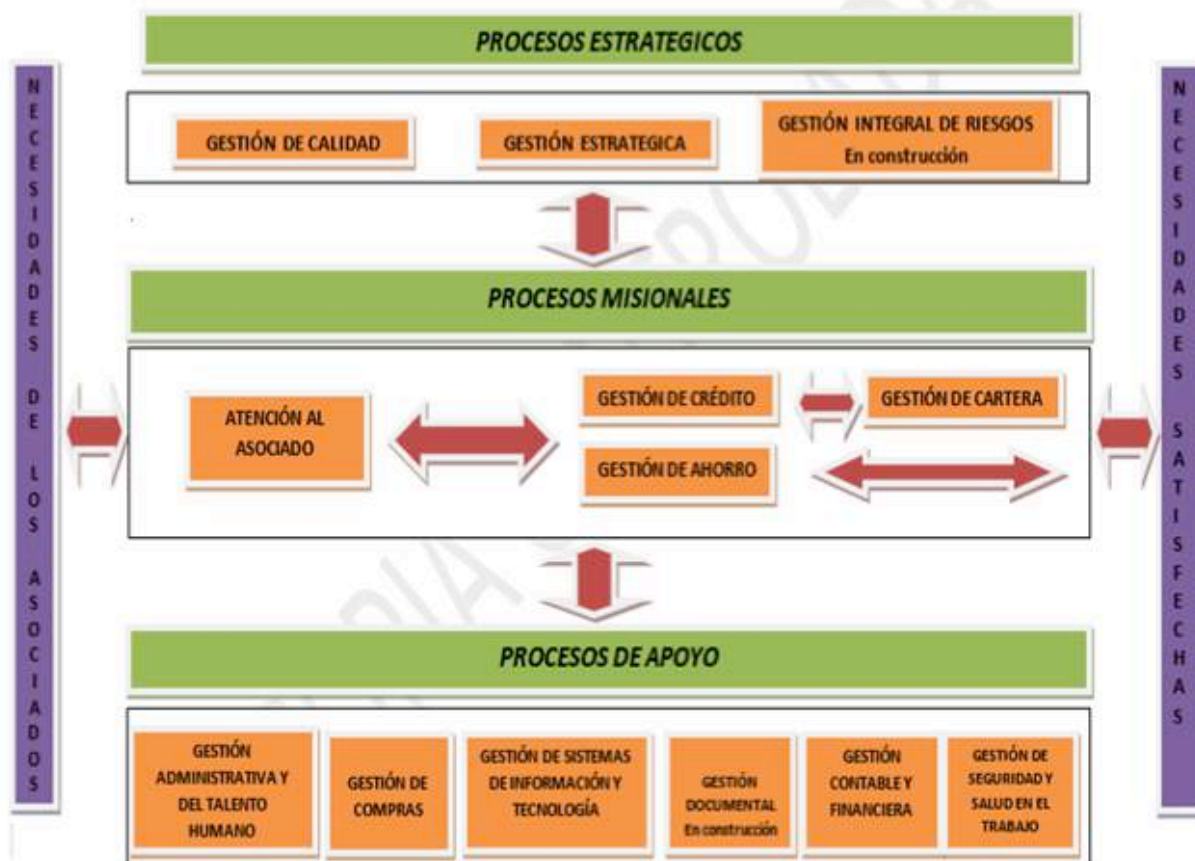 PROCESOS ESTRATEGICOS
NECESIDADES DE LOS ASOCIADOS
GESTIÓN DE CALIDAD
GESTIÓN ESTRATEGICA
GESTIÓN INTEGRAL DE RIESGOS
En construcción
NECESIDADES SATISFECHAS
PROCESOS MISIONALES
ATENCIÓN AL
ASOCIADO
GESTIÓN DE CRÉDITO
GESTIÓN DE CARTERA
GESTIÓN DE AHORRO
PROCESOS DE APOYO
GESTIÓN
ADMINISTRATIVA Y
DEL TALENTO
HUMANO
GESTIÓN DE
COMPRAS
GESTIÓN DE SISTEMAS
DE INFORMACIÓN Y
TECNOLOGÍA
GESTIÓN
DOCUMENTAL
En construcción
GESTIÓN
CONTABLE Y
FINANCIERA
GESTIÓN DE
SEGURIDAD Y
SALUD EN EL
TRABAJO